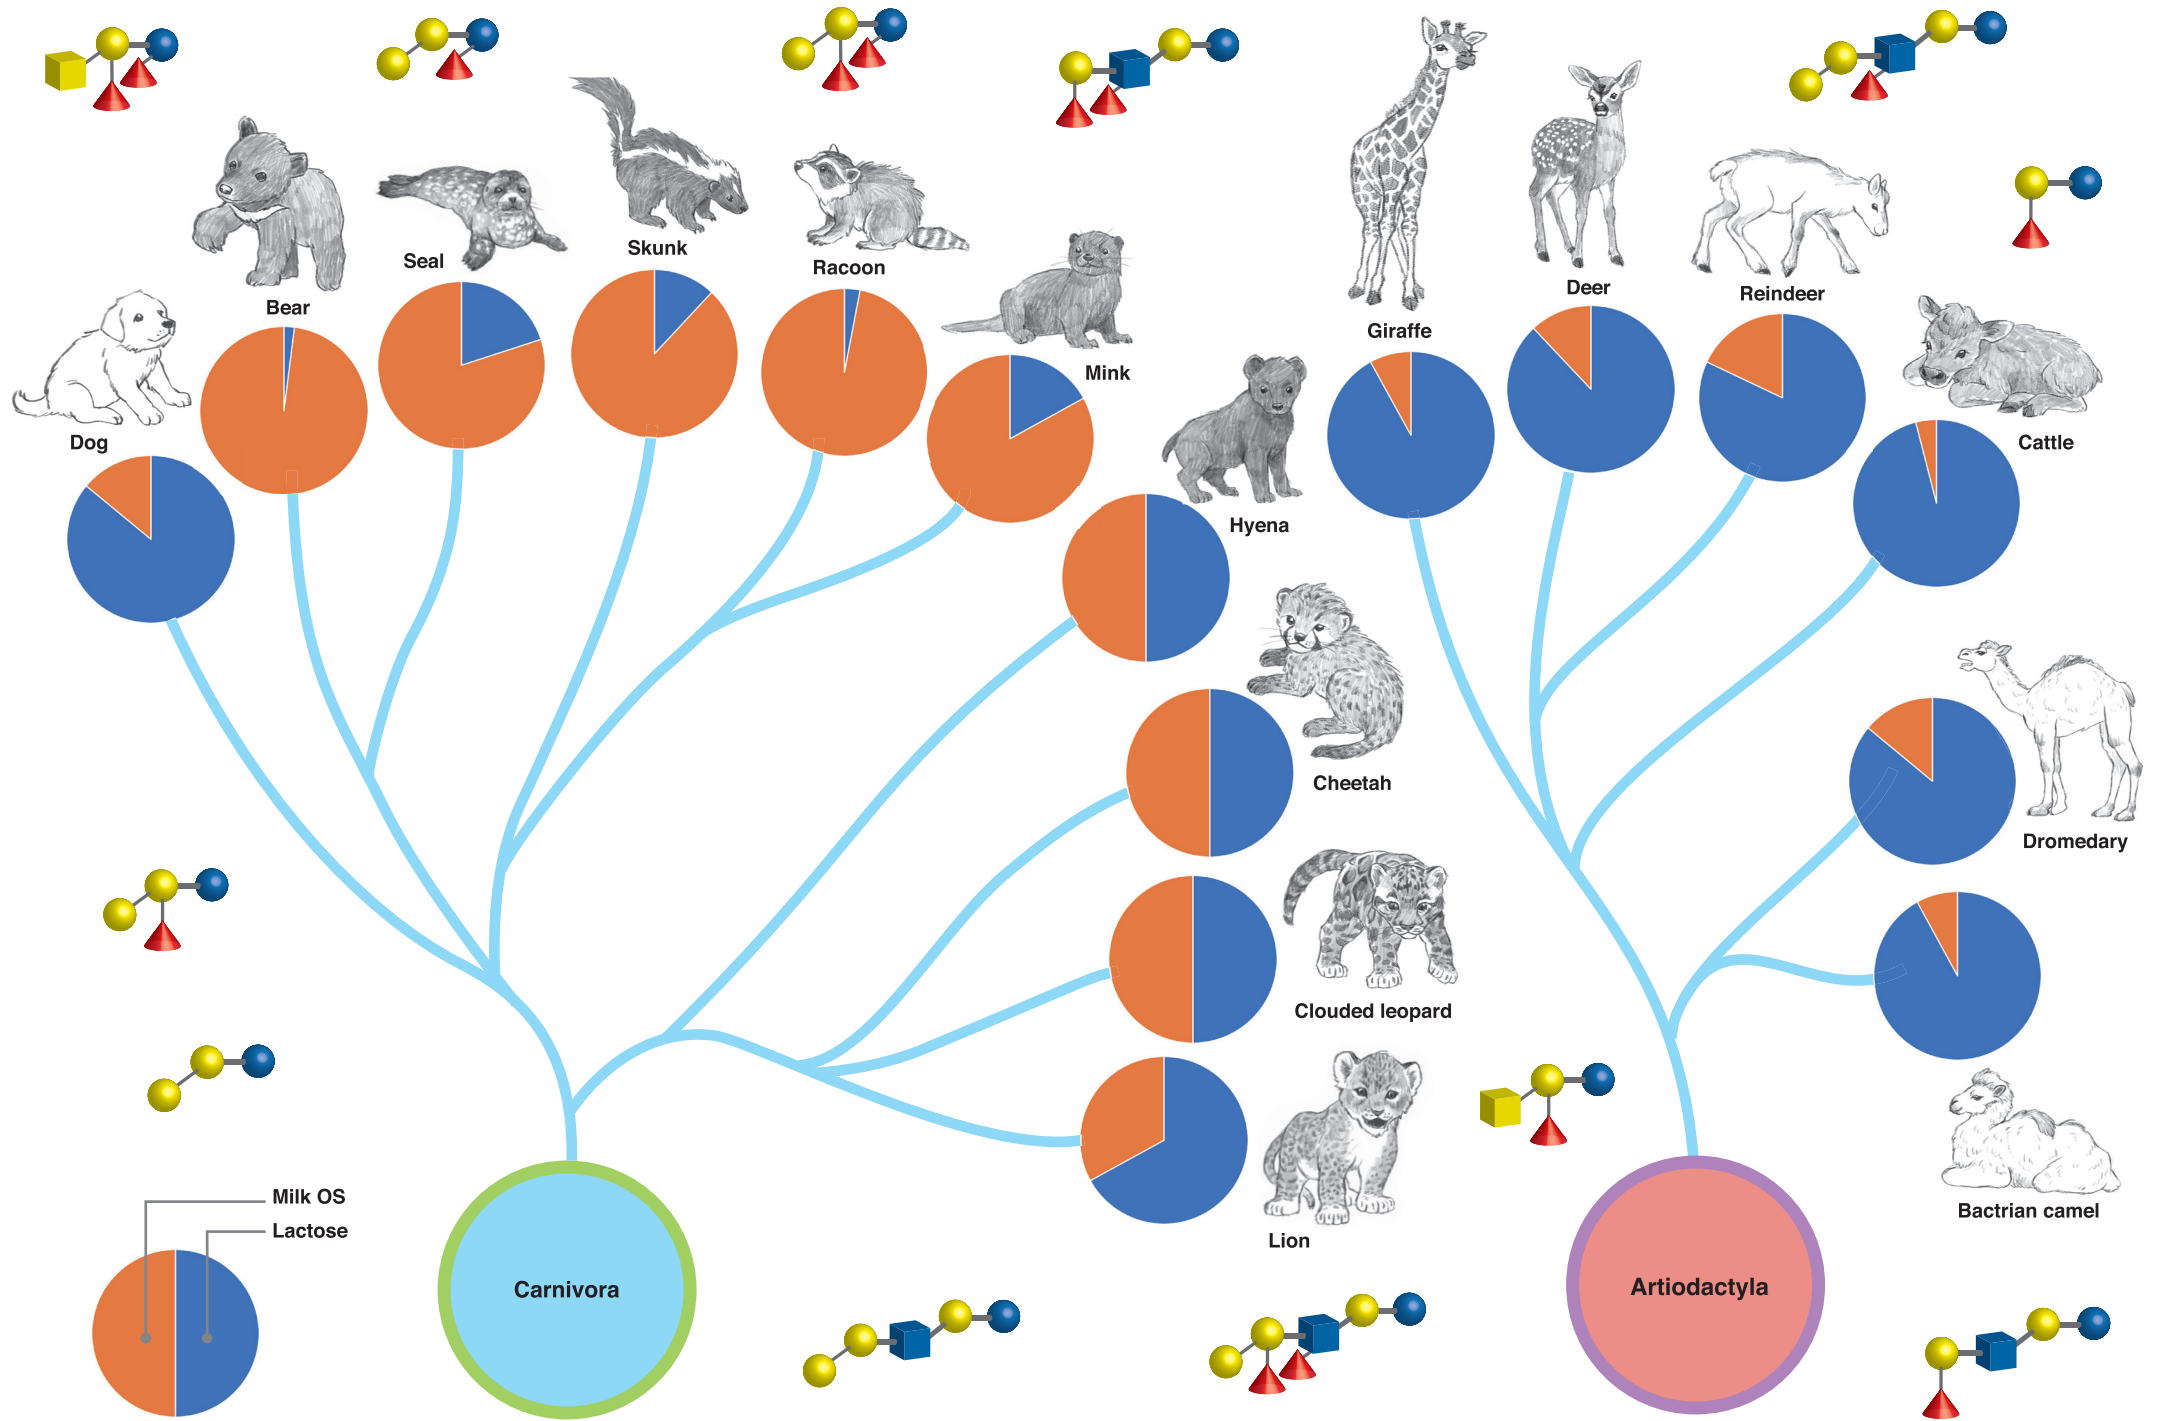 Dog
Bear
Seal
Skunk
Racoon
Mink
Hyena
Cheetah
Clouded leopard
Lion
Giraffe
Deer
Reindeer
Cattle
Dromedary
Bactrian camel
Milk OS
Lactose
Carnivora
Artiodactyla